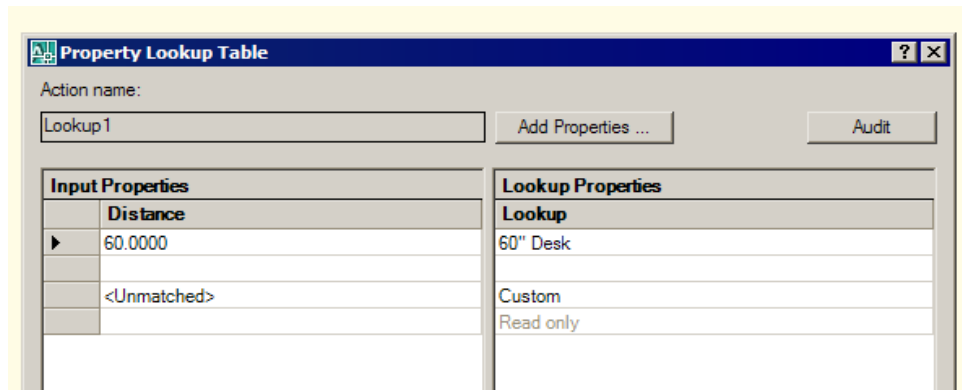 Property Lookup Table
Action name:
Lookup1 Add Properties ... Audit
Input Properties Lookup Properties
Distance Lookup
60.0000 60" Desk
<Unmatched> Custom
Read only